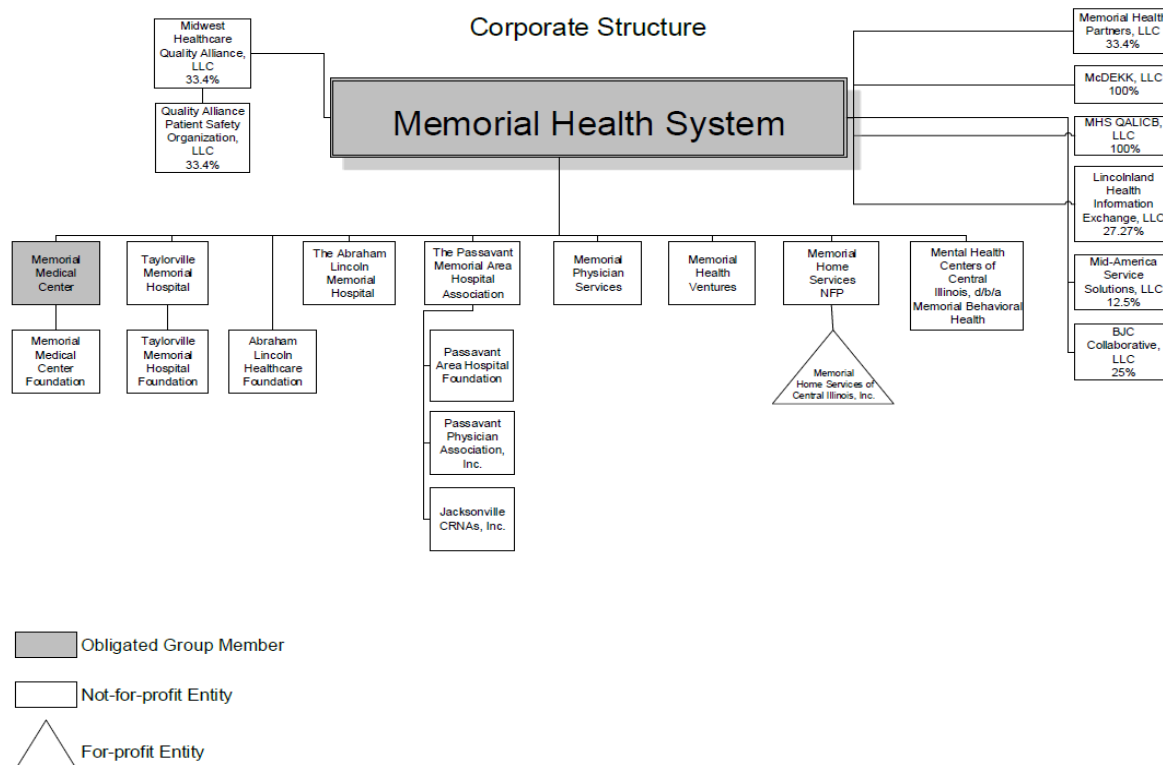 Corporate Structure
Midwest
Healthcare
Quality Alliance,
LLC
33.4%
Quality Alliance
Patient Safety
Organization,
LLC
33.4%
Memorial Health System
Memorial Health
Partners, LLC
33.4%
McDEKK, LLC
100%
MHS QALICB,
LLC
100%
Lincolnland
Health
Information
Exchange, LLC
27.27%
Mid-America
Service
Solutions, LLC
12.5%
BJC
Collaborative,
LLC
25%
Memorial
Medical
Center
Taylorville
Memorial
Hospital
The Abraham
Lincoln
Memorial
Hospital
The Passavant
Memorial Area
Hospital
Association
Memorial
Physician
Services
Memorial
Health
Ventures
Memorial
Home
Services
NFP
Mental Health
Centers of
Central
Illinois, d/b/a
Memorial Behavioral
Health
Memorial
Medical
Center
Foundation
Taylorville
Memorial
Hospital
Foundation
Abraham
Lincoln
Healthcare
Foundation
Passavant
Area Hospital
Foundation
Passavant
Physician
Association,
Inc.
Jacksonville
CRNAs, Inc.
Memorial
Home Services of
Central Illinois, Inc.
Obligated Group Member
Not-for-profit Entity
For-profit Entity